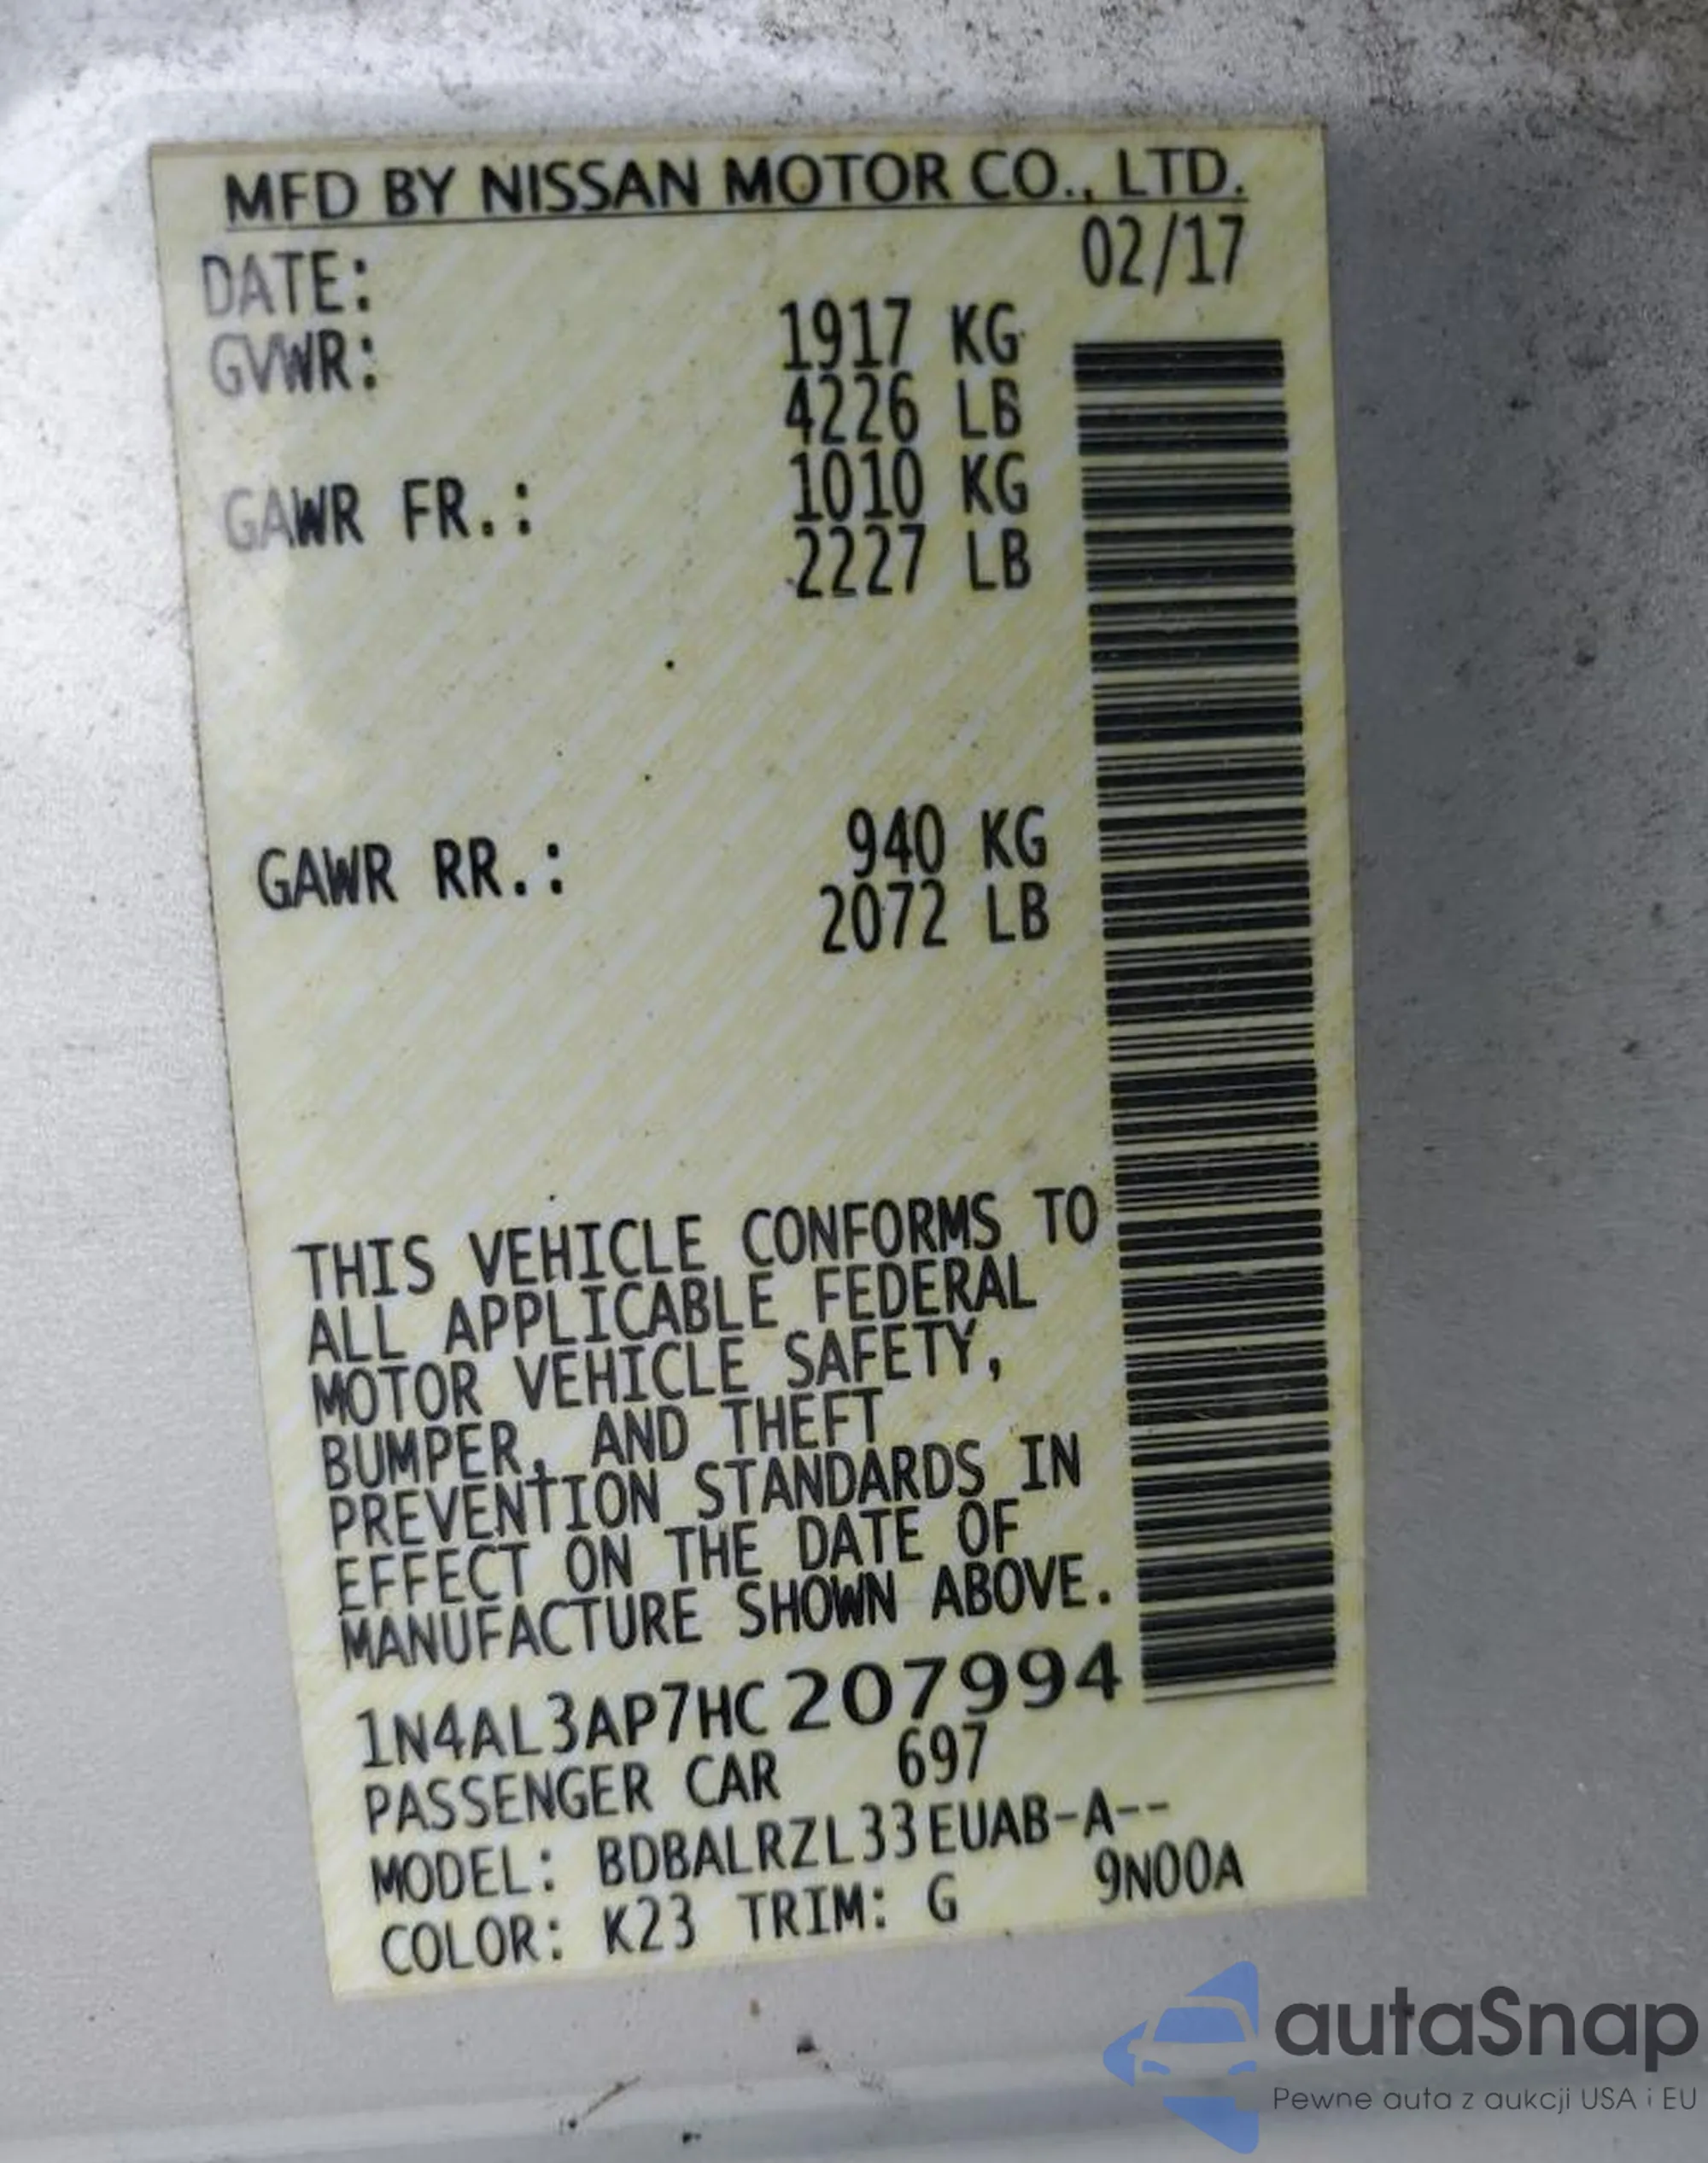 MFD BY NISSAN MOTOR CO., LTD.
DATE: 02/17
GVWR: 1917 KG
4226 LB
GAWR FR.: 1010 KG
2227 LB
GAWR RR.: 940 KG
2072 LB
THIS VEHICLE CONFORMS TO
ALL APPLICABLE FEDERAL
MOTOR VEHICLE SAFETY,
BUMPER, AND THEFT
PREVENTION STANDARDS IN
EFFECT ON THE DATE OF
MANUFACTURE SHOWN ABOVE.
1N4AL3AP7HC207994
PASSENGER CAR 697
MODEL: BDBALRZL33EUAB-A--
COLOR: K23 TRIM: G 9N00A
autaSnap
Pewne auta z aukcji USA i EU